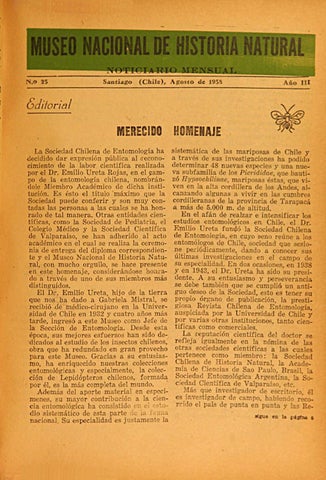 MUSEO NACIONAL DE HISTORIA NATURAL
NOTICIARIO MENSUAL
N.o 25 Santiago (Chile), Agosto de 1958 Año III
Editorial
MERECIDO HOMENAJE
La Sociedad Chilena de Entomología ha
decidido dar expresión pública al recono-
cimiento de la labor científica realizada
por el Dr. Emilio Ureta Rojas, en el cam-
po de la entomología chilena, nombrán-
dole Miembro Académico de dicha institu-
ción. Es éste el título máximo que la
Sociedad puede conferir y son muy con-
tadas las personas a las cuales se ha hon-
rado de tal manera. Otras entidades cien-
tíficas, como la Sociedad de Pediatría, el
Colegio Médico y la Sociedad Científica
de Valparaíso, se han adherido al acto
académico en el cual se realiza la ceremo-
nia de entrega del diploma correspondien-
te y el Museo Nacional de Historia Natu-
ral, con mucho orgullo, se hace presente
en este homenaje, considerándose honra-
do a través de uno de sus miembros más
distinguidos.
El Dr. Emilio Ureta, hijo de la tierra
que nos ha dado a Gabriela Mistral, se
recibió de médico-cirujano en la Universi-
dad de Chile en 1932 y cuatro años más
tarde, ingresó a este Museo como Jefe de
la Sección de Entomología. Desde esta
época, sus mejores esfuerzos han sido de-
dicados al estudio de los insectos chilenos,
obra que ha redundado en gran provecho
para este Museo. Gracias a su entusias-
mo, ha enriquecido nuestras colecciones
entomológicas y especialmente, la colec-
ción de Lepidópteros chilenos, formada
por él, es la más completa del mundo.
Además del aporte material en especí-
menes, su mayor contribución a la cien-
cia entomológica ha consistido en el estu-
dio sistemático de esta parte de la fauna
nacional. Su especialidad es justamente la
sistemática de las mariposas de Chile y
a través de sus investigaciones ha podido
determinar 48 nuevas especies y una nue-
va subfamilia de los Pierididae, que bauti-
zó Hypsochilinae, mariposas éstas, que vi-
ven en la alta cordillera de los Andes, al-
canzando algunas a vivir en las cumbres
cordilleranas de la provincia de Tarapacá
a más de 5.000 m. de altitud.
En el afán de realzar e intensificar los
estudios entomológicos en Chile, el Dr.
Emilio Ureta fundó la Sociedad Chilena
de Entomología, en cuyo seno reúne a los
entomólogos de Chile, sociedad que sesio-
na periódicamente, dando a conocer sus
últimas investigaciones en el campo de
su especialidad. En dos ocasiones, en 1938
y en 1942, el Dr. Ureta ha sido su presi-
dente. A su entusiasmo y perseverancia
se debe también que se cumpliera un anti-
guo deseo de la Sociedad, esto es tener su
propio órgano de publicación, la presti-
giosa Revista Chilena de Entomología,
auspiciada por la Universidad de Chile y
por varias otras instituciones, tanto cien-
tíficas como comerciales.
La reputación científica del doctor se
refleja igualmente en la nómina de las
otras sociedades científicas a las cuales
pertenece como miembro: la Sociedad
Chilena de Historia Natural, la Acade-
mia de Ciencias de Sao Paulo, Brasil, la
Sociedad Entomológica Argentina, la So-
ciedad Científica de Valparaíso, etc.
Más que investigador de escritorio, él
es investigador de campo, habiendo reco-
rrido el país de punta en punta y las Re-
sigue en la página 8